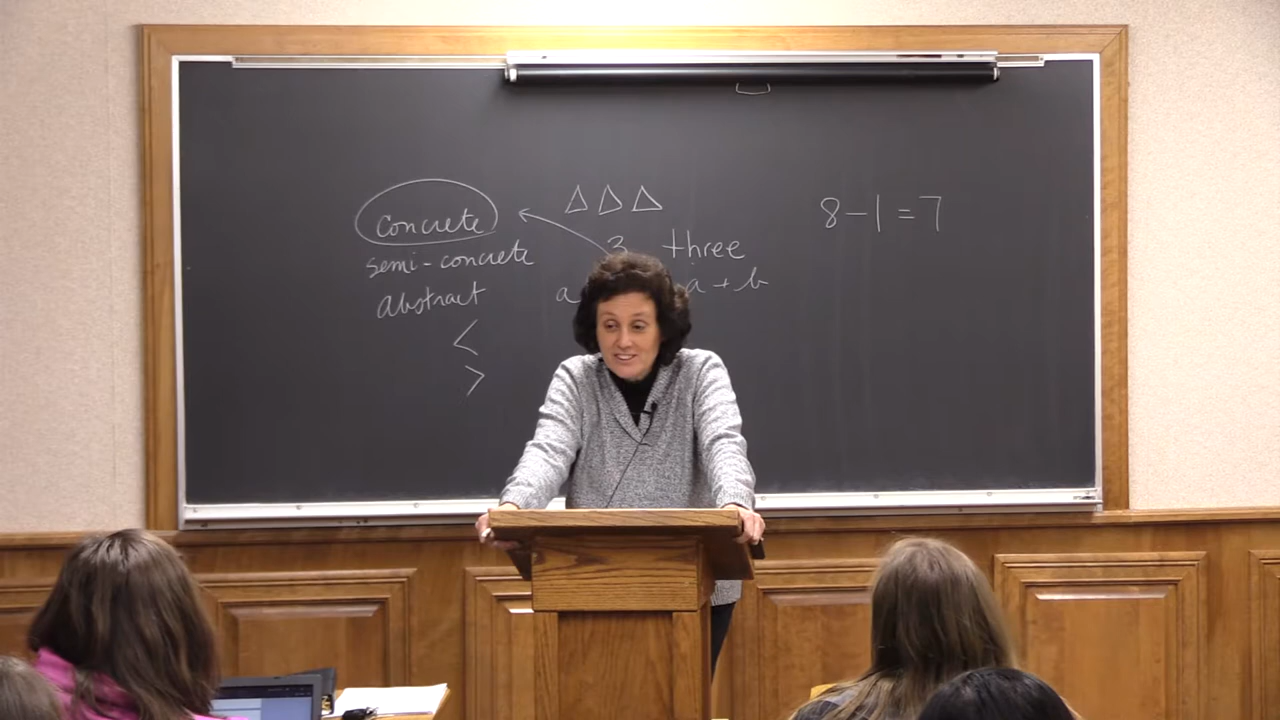 concrete △ △ △ 8 - 1 = 7
semi-concrete 3 three
abstract a a + b
<
>